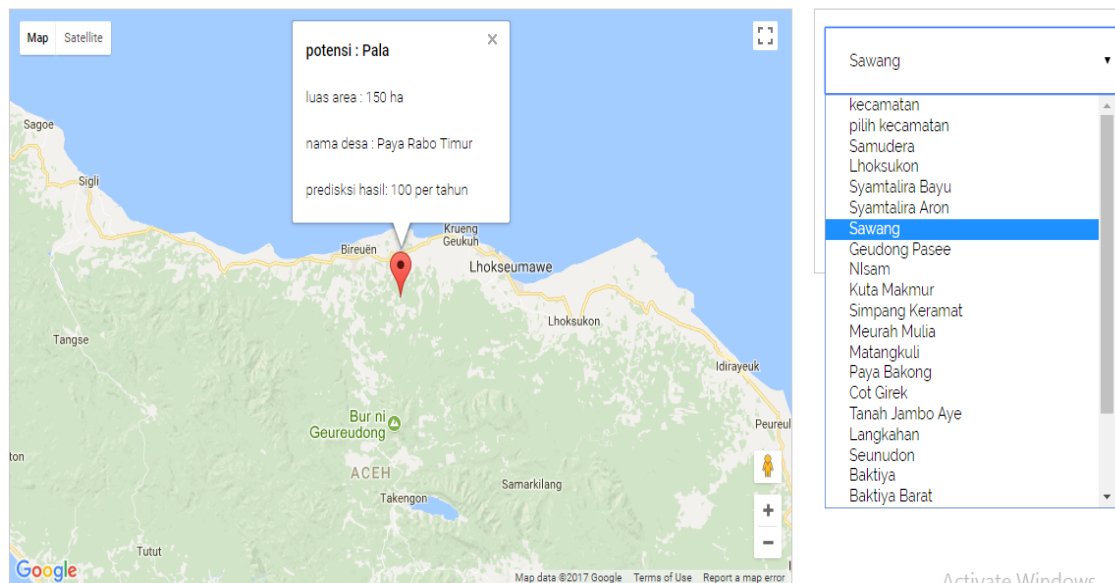 Map Satellite
potensi : Pala
luas area : 150 ha
nama desa : Paya Rabo Timur
predisksi hasil: 100 per tahun
Sagoe
Sigli
Bireuën
Krueng
Geukuh
Lhokseumawe
Lhoksukon
Tangse
Idirayeuk
Bur ni
Geureudong
Peureul
ton
ACEH
Samarkilang
Takengon
Tutut
Google
Map data ©2017 Google Terms of Use Report a map error
Sawang
kecamatan
pilih kecamatan
Samudera
Lhoksukon
Syamtalira Bayu
Syamtalira Aron
Sawang
Geudong Pasee
NIsam
Kuta Makmur
Simpang Keramat
Meurah Mulia
Matangkuli
Paya Bakong
Cot Girek
Tanah Jambo Aye
Langkahan
Seunudon
Baktiya
Baktiya Barat
Activate Windows